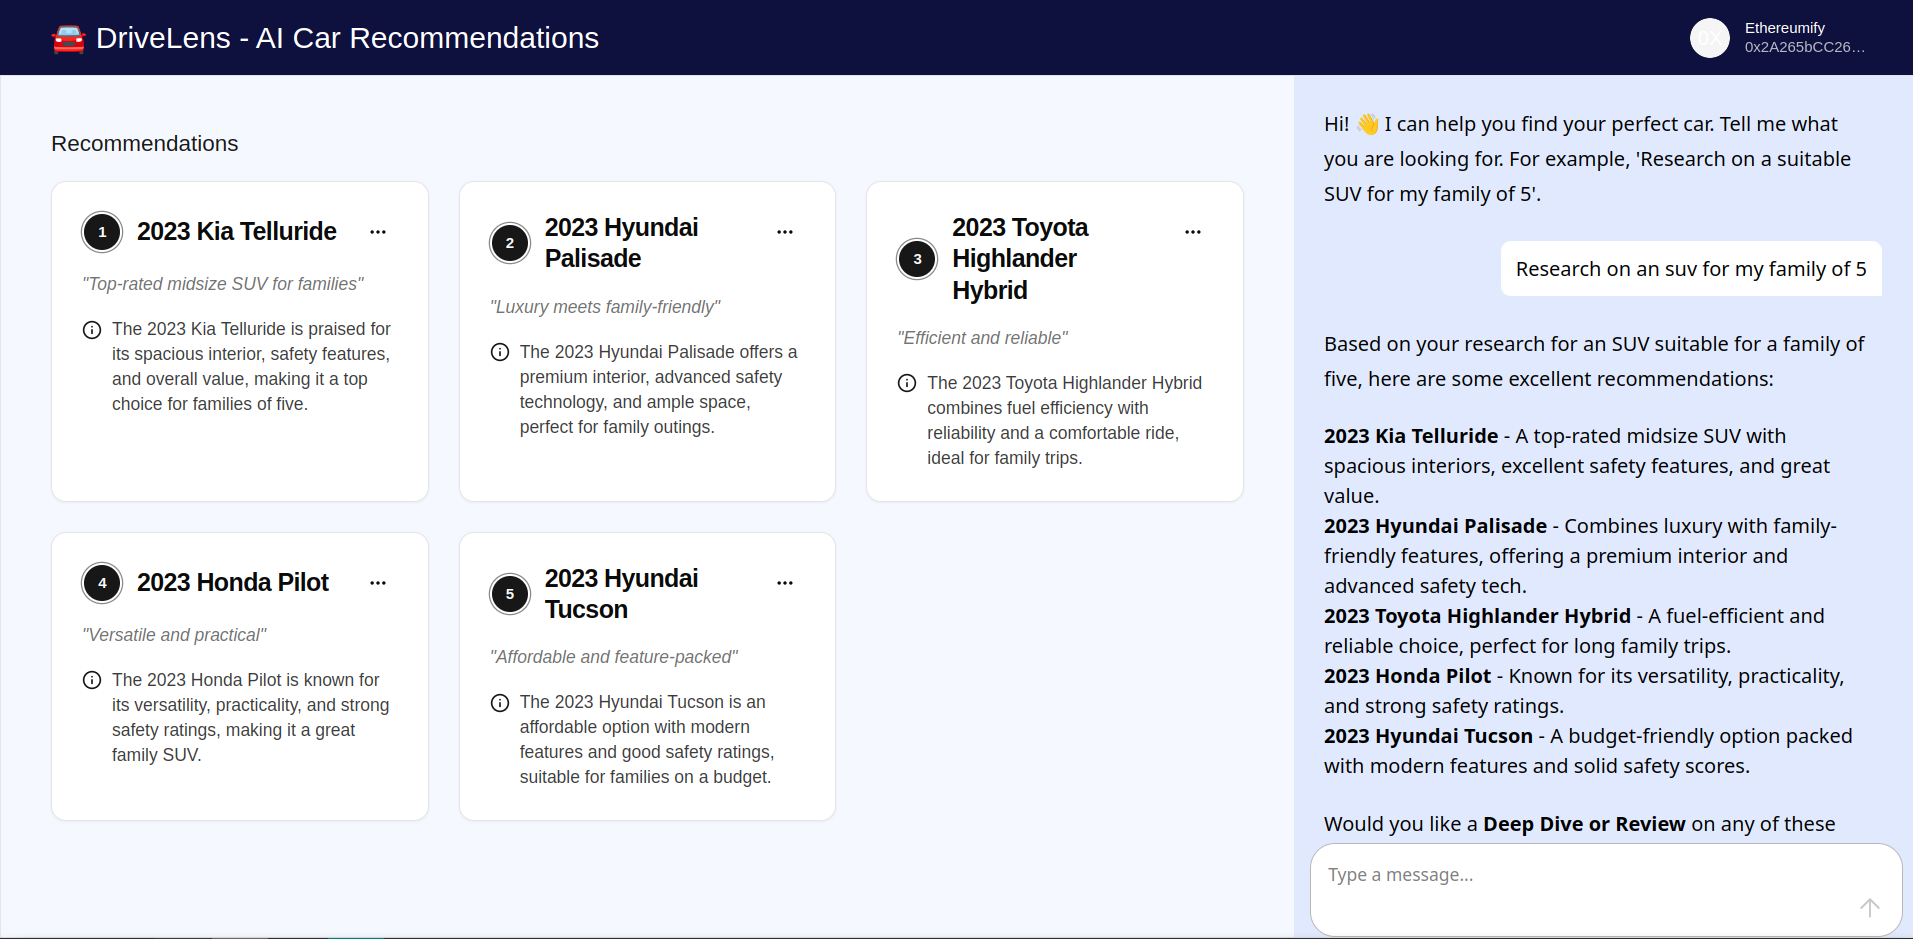 DriveLens - AI Car Recommendations
0X
Ethereumify
0x2A265bCC26...
Recommendations
1
2023 Kia Telluride
"Top-rated midsize SUV for families"
The 2023 Kia Telluride is praised for
its spacious interior, safety features,
and overall value, making it a top
choice for families of five.
2
2023 Hyundai
Palisade
"Luxury meets family-friendly"
The 2023 Hyundai Palisade offers a
premium interior, advanced safety
technology, and ample space,
perfect for family outings.
3
2023 Toyota
Highlander
Hybrid
"Efficient and reliable"
The 2023 Toyota Highlander Hybrid
combines fuel efficiency with
reliability and a comfortable ride,
ideal for family trips.
4
2023 Honda Pilot
"Versatile and practical"
The 2023 Honda Pilot is known for
its versatility, practicality, and strong
safety ratings, making it a great
family SUV.
5
2023 Hyundai
Tucson
"Affordable and feature-packed"
The 2023 Hyundai Tucson is an
affordable option with modern
features and good safety ratings,
suitable for families on a budget.
Hi! 👋 I can help you find your perfect car. Tell me what
you are looking for. For example, 'Research on a suitable
SUV for my family of 5'.
Research on an suv for my family of 5
Based on your research for an SUV suitable for a family of
five, here are some excellent recommendations:
2023 Kia Telluride - A top-rated midsize SUV with
spacious interiors, excellent safety features, and great
value.
2023 Hyundai Palisade - Combines luxury with family-
friendly features, offering a premium interior and
advanced safety tech.
2023 Toyota Highlander Hybrid - A fuel-efficient and
reliable choice, perfect for long family trips.
2023 Honda Pilot - Known for its versatility, practicality,
and strong safety ratings.
2023 Hyundai Tucson - A budget-friendly option packed
with modern features and solid safety scores.
Would you like a Deep Dive or Review on any of these
Type a message...